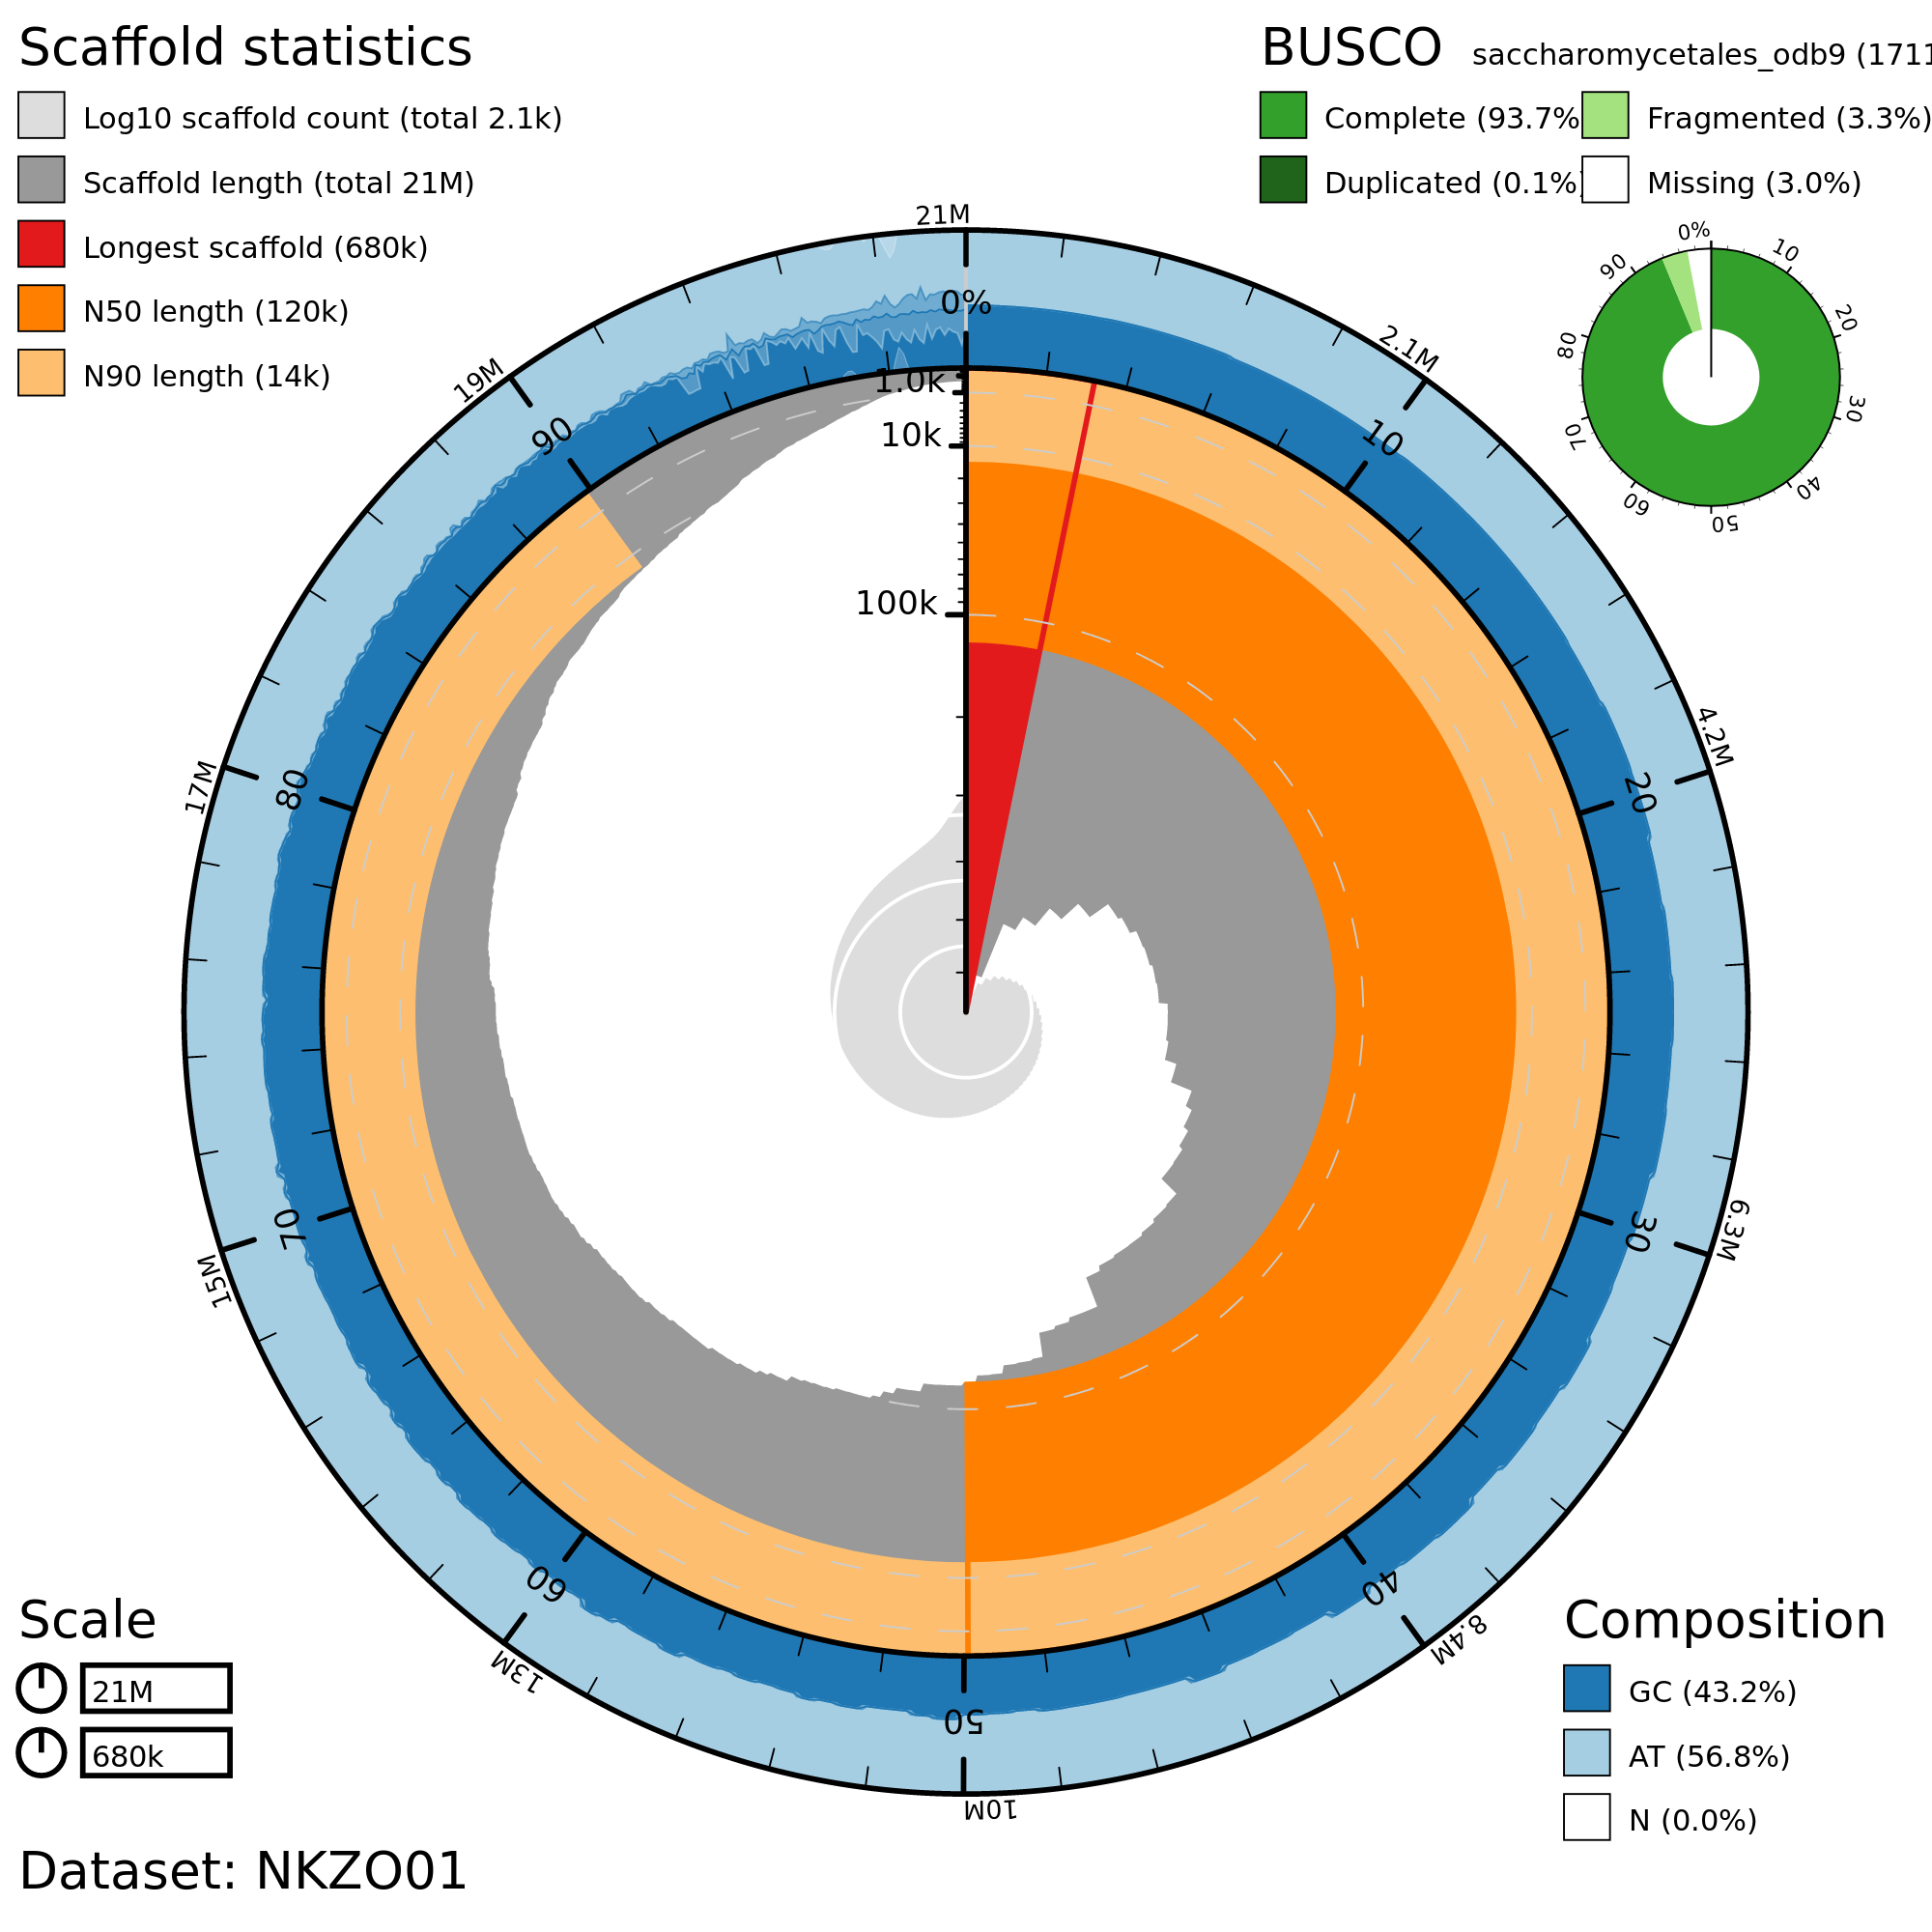 Scaffold statistics
Log10 scaffold count (total 2.1k)
Scaffold length (total 21M)
Longest scaffold (680k)
N50 length (120k)
N90 length (14k)
BUSCO saccharomycetales_odb9 (1711
Complete (93.7%
Fragmented (3.3%)
Duplicated (0.1%)
Missing (3.0%)
0%
10
20
30
40
50
60
70
80
90
21M
2.1M
4.2M
6.3M
8.4M
10M
13M
15M
17M
19M
0%
10
20
30
40
50
60
70
80
90
1.0k
10k
100k
Scale
21M
680k
Composition
GC (43.2%)
AT (56.8%)
N (0.0%)
Dataset: NKZO01